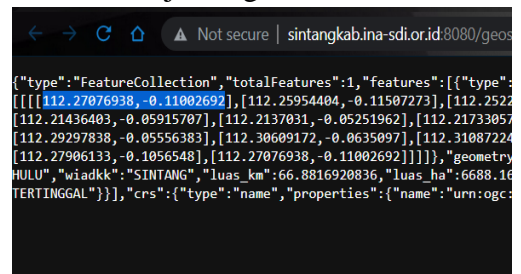 Not secure | sintangkab.ina-sdi.or.id:8080/geos
{"type":"FeatureCollection","totalFeatures":1,"features":[{"type":
[[[[112.27076938,-0.11002692],[112.25954404,-0.11507273],[112.2522
[112.21436403,-0.05915707],[112.2137031,-0.05251962],[112.21733057
[112.29297838,-0.05556383],[112.30609172,-0.0635097],[112.31087224
[112.27906133,-0.1056548],[112.27076938,-0.11002692]]]]},"geometry
HULU","wiadkk":"SINTANG","luas_km":66.8816920836,"luas_ha":6688.16
TERTINGGAL"}}],"crs":{"type":"name","properties":{"name":"urn:ogc: